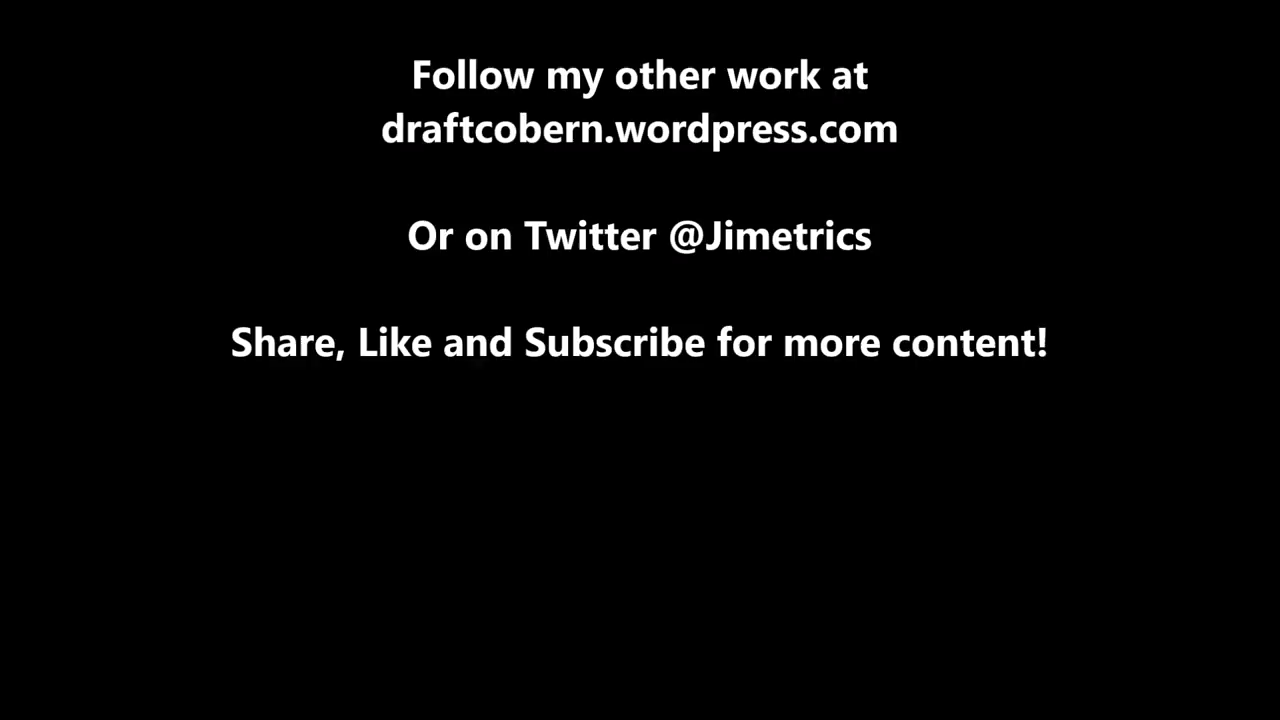 Follow my other work at
draftcobern.wordpress.com
Or on Twitter @Jimetrics
Share, Like and Subscribe for more content!